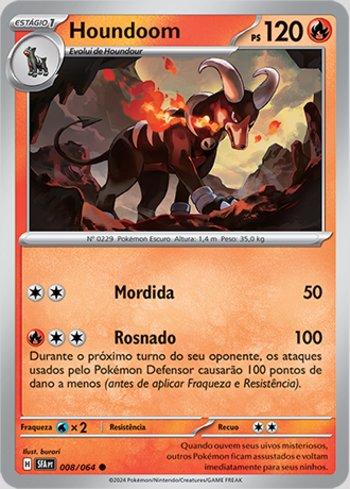 ESTÁGIO 1
Houndoom
PS 120
Evolui de Houndour
Nº 0229 Pokémon Escuro Altura: 1,4 m Peso: 35,0 kg
Mordida 50
Rosnado 100
Durante o próximo turno do seu oponente, os ataques
usados pelo Pokémon Defensor causarão 100 pontos de
dano a menos (antes de aplicar Fraqueza e Resistência).
Fraqueza ×2 Resistência Recuo
Ilust. burori
H SFA PT 008/064
Quando ouvem seus uivos misteriosos, outros
Pokémon ficam assustados e voltam
imediatamente para seus ninhos.
©2024 Pokémon/Nintendo/Creatures/GAME FREAK